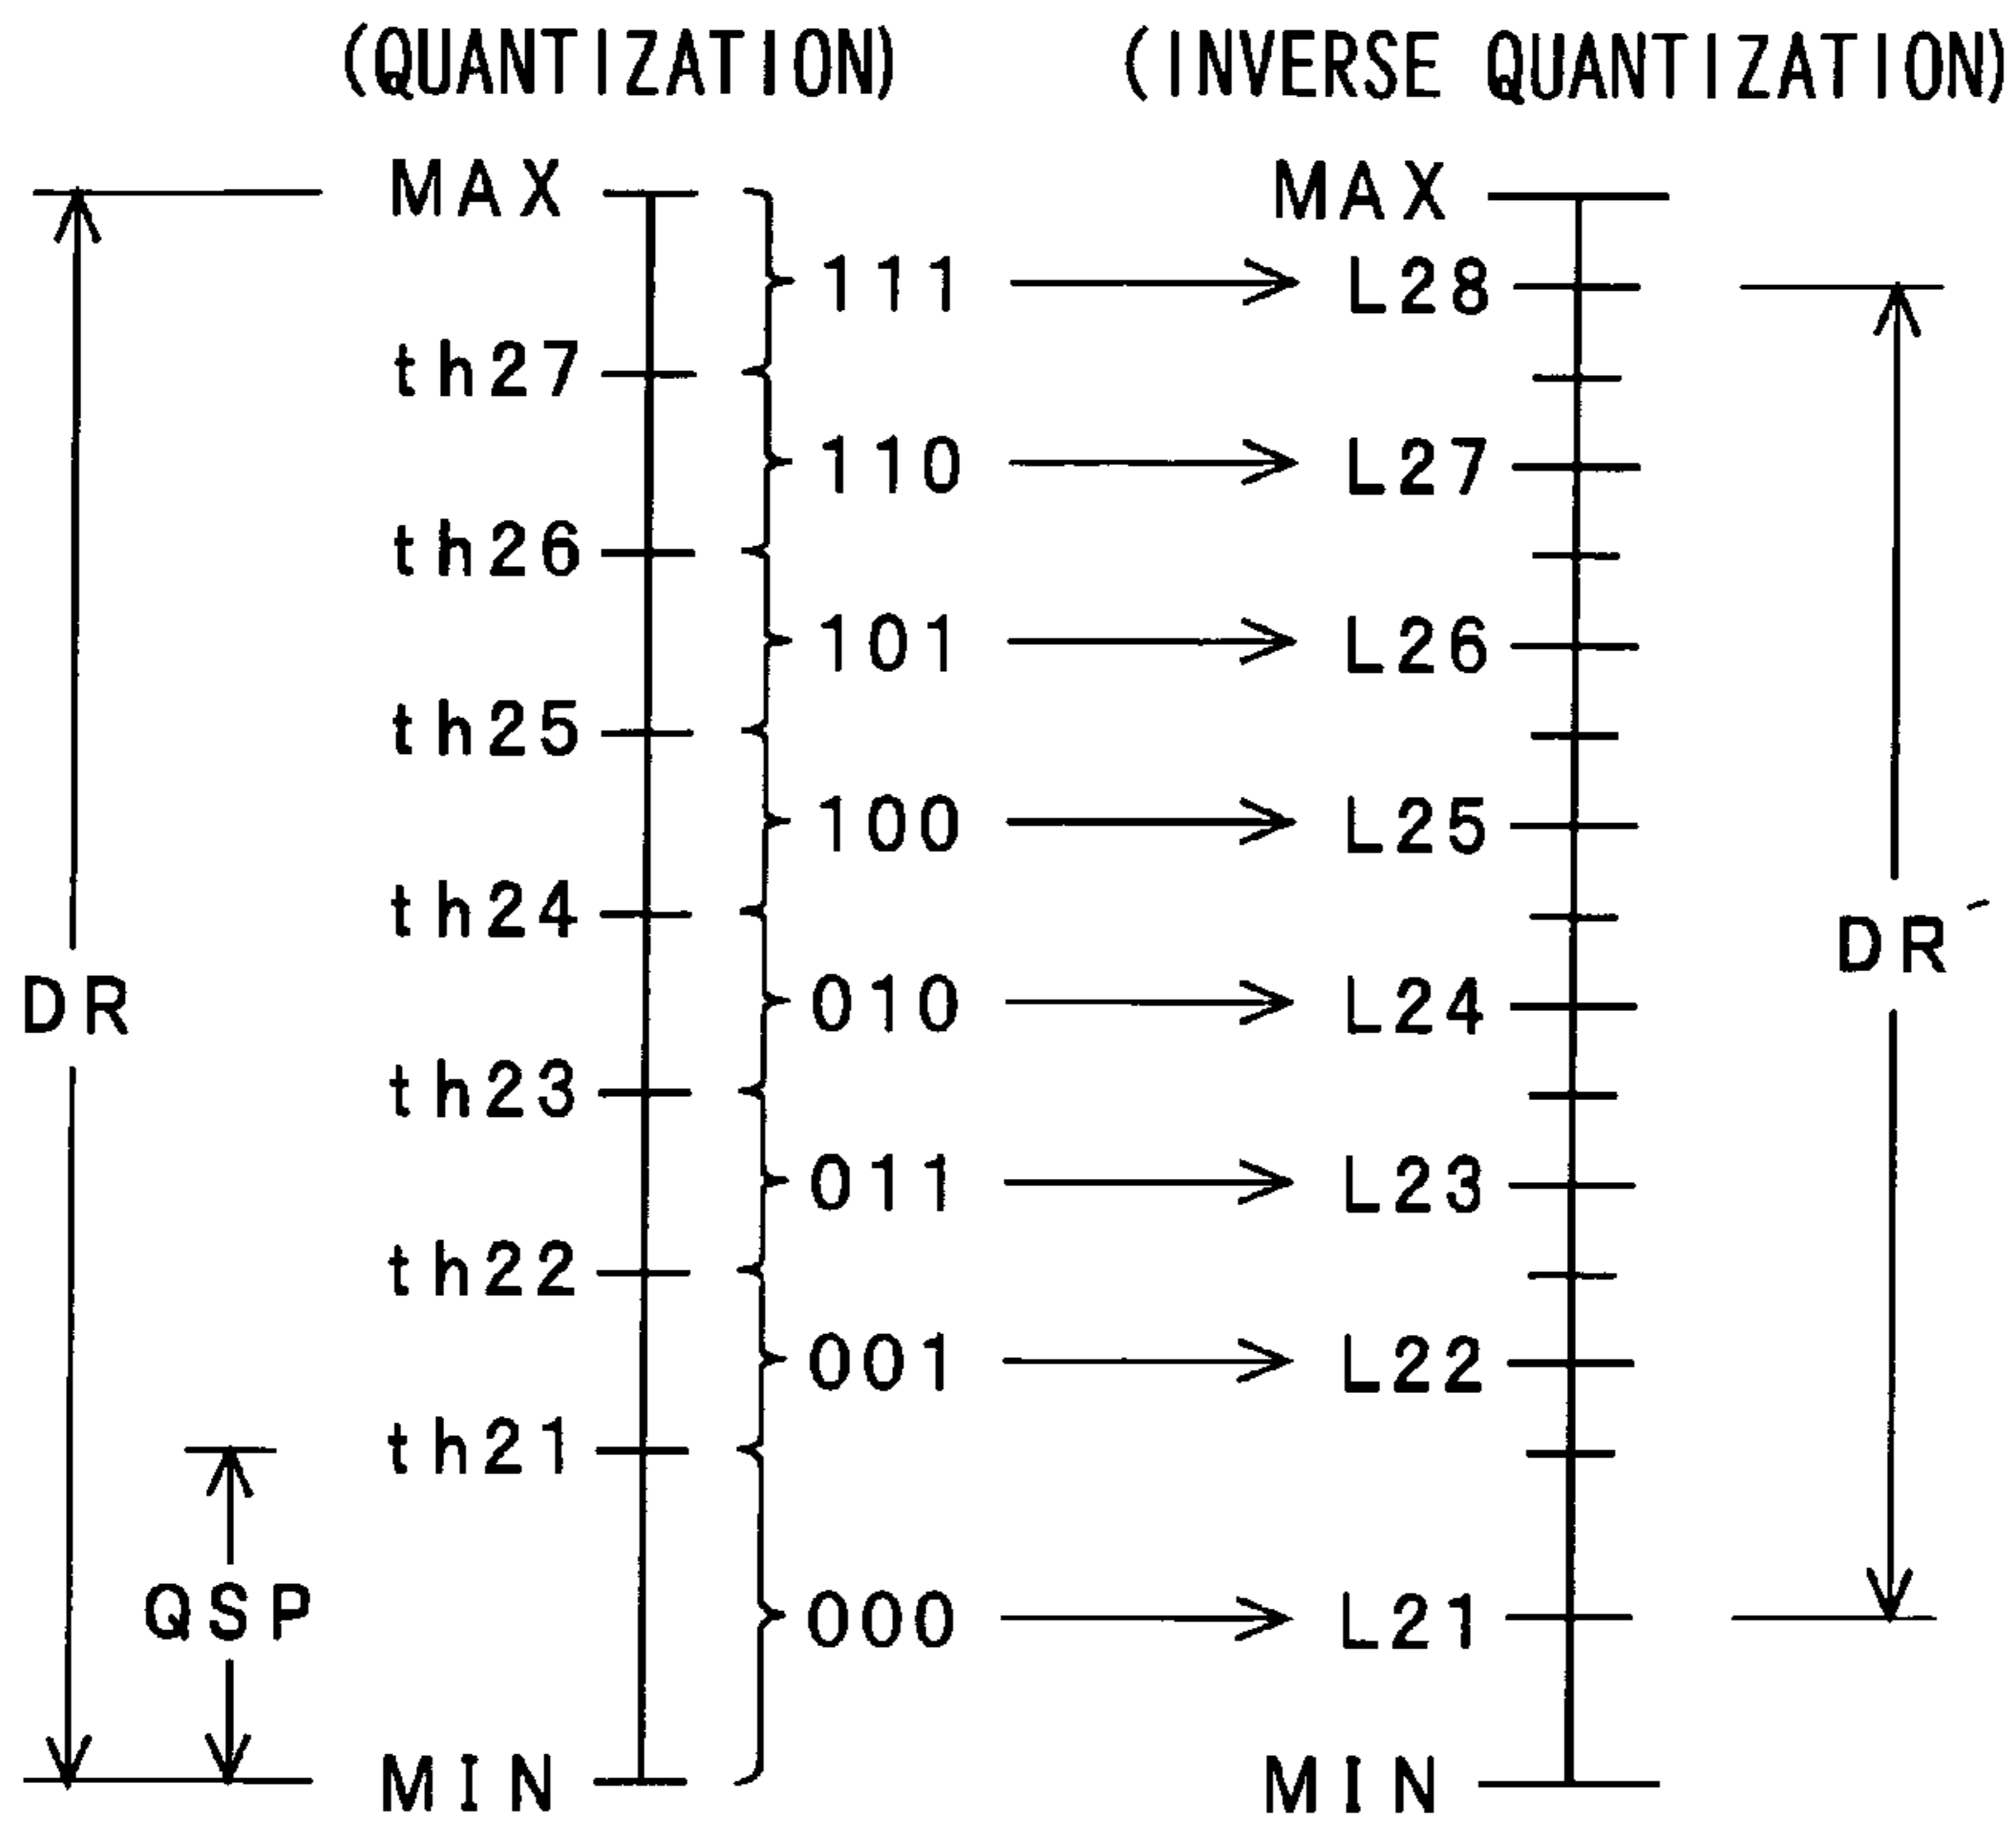 (QUANTIZATION) (INVERSE QUANTIZATION)
MAX MAX
111 L28
th27
110 L27
th26
101 L26
th25
100 L25
th24
DR´
DR 010 L24
th23
011 L23
th22
001 L22
th21
QSP 000 L21
MIN MIN